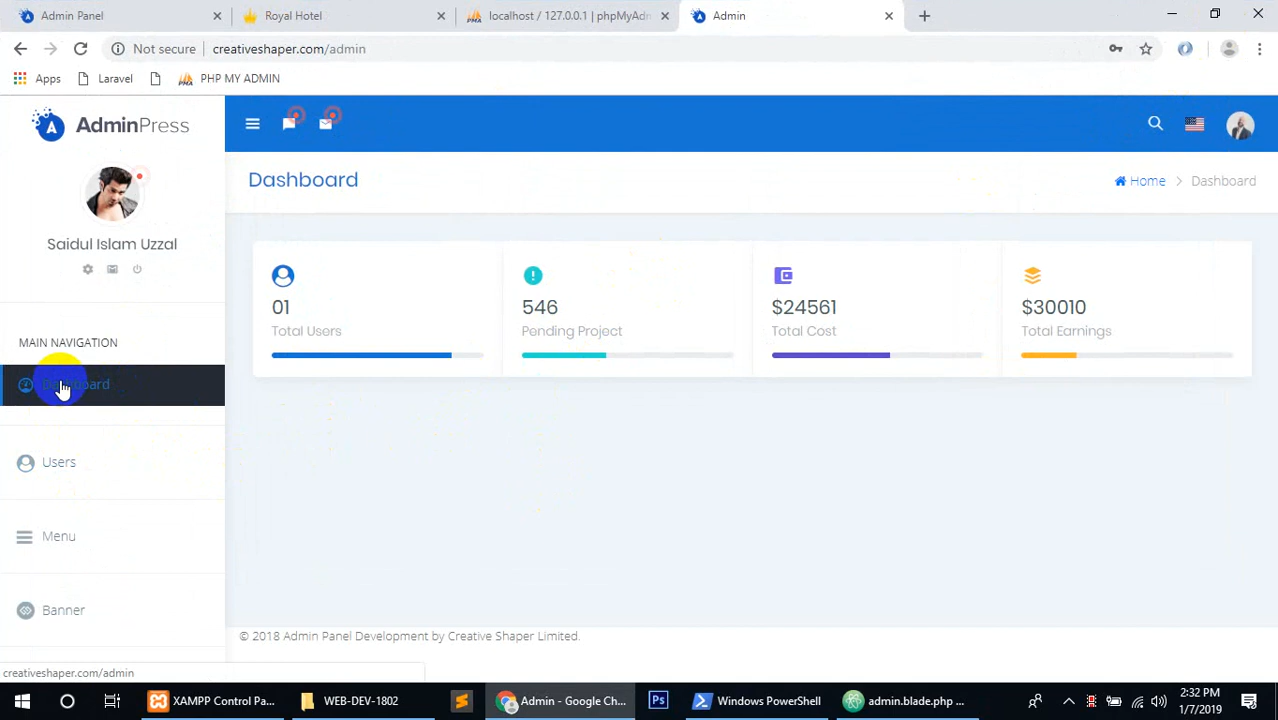 Admin Panel
Royal Hotel
localhost / 127.0.0.1 | phpMyAdn
Admin
Not secure
creativeshaper.com/admin
Apps
Laravel
PHP MY ADMIN
AdminPress
Saidul Islam Uzzal
MAIN NAVIGATION
Dashboard
Users
Menu
Banner
Dashboard
Home > Dashboard
01
Total Users
546
Pending Project
$24561
Total Cost
$30010
Total Earnings
© 2018 Admin Panel Development by Creative Shaper Limited.
creativeshaper.com/admin
XAMPP Control Pa...
WEB-DEV-1802
Admin - Google Ch...
Ps
Windows PowerShell
admin.blade.php ...
2:32 PM
1/7/2019